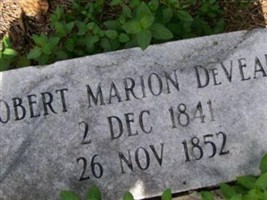 OBERT MARION DEVEA
2 DEC 1841
26 NOV 1852